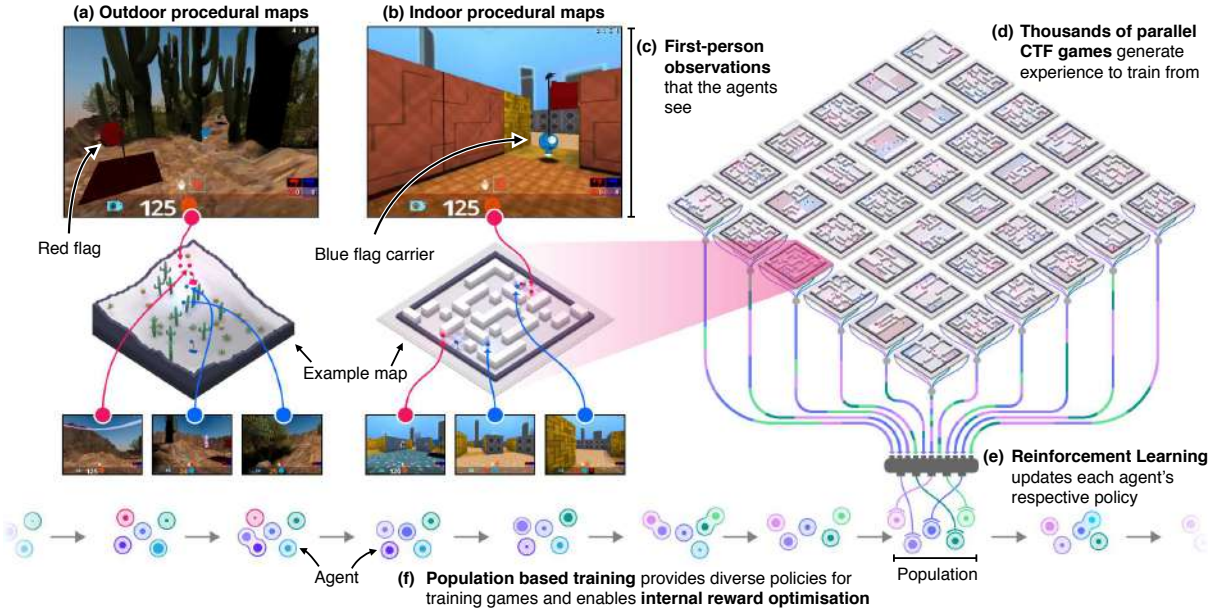 (a) Outdoor procedural maps
(b) Indoor procedural maps
(c) First-person
observations
that the agents
see
(d) Thousands of parallel
CTF games generate
experience to train from
125
125
Red flag
Blue flag carrier
Example map
(e) Reinforcement Learning
updates each agent's
respective policy
Agent
Population
(f) Population based training provides diverse policies for
training games and enables internal reward optimisation